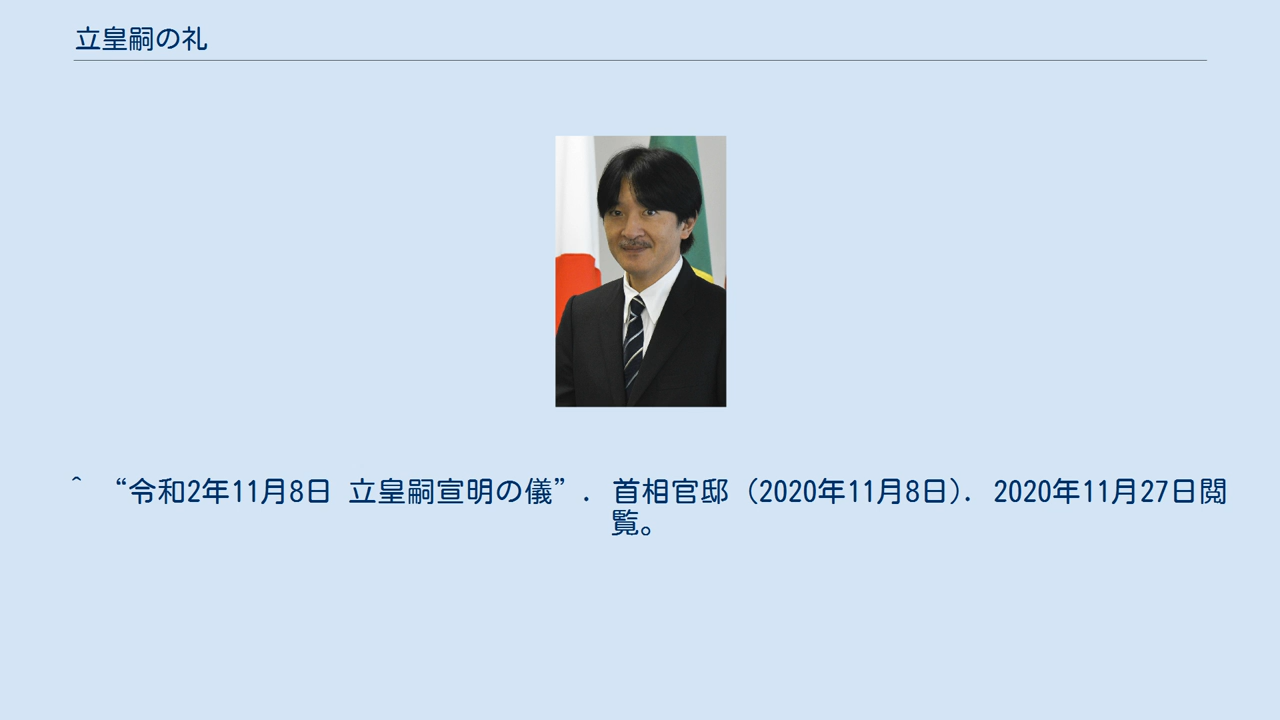 立皇嗣の礼
^ “令和2年11月8日 立皇嗣宣明の儀”. 首相官邸 (2020年11月8日). 2020年11月27日閲
覧。